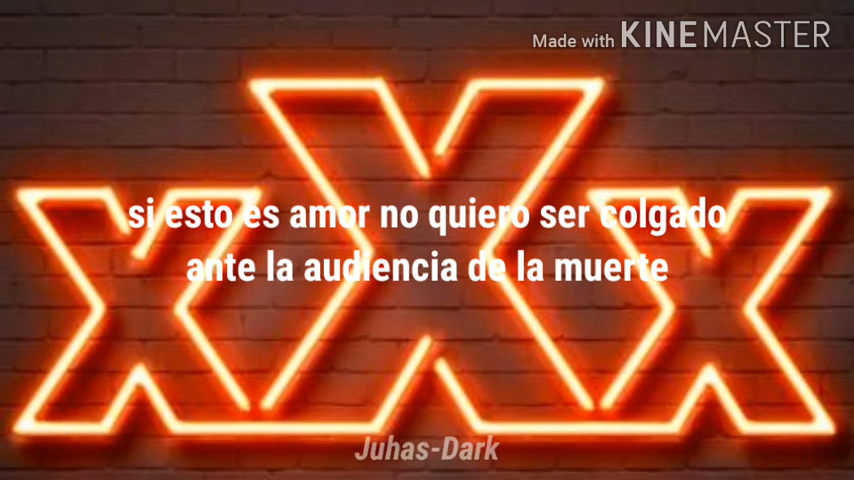 Made with KINEMASTER
xXx
si esto es amor no quiero ser colgado
ante la audiencia de la muerte
Juhas-Dark